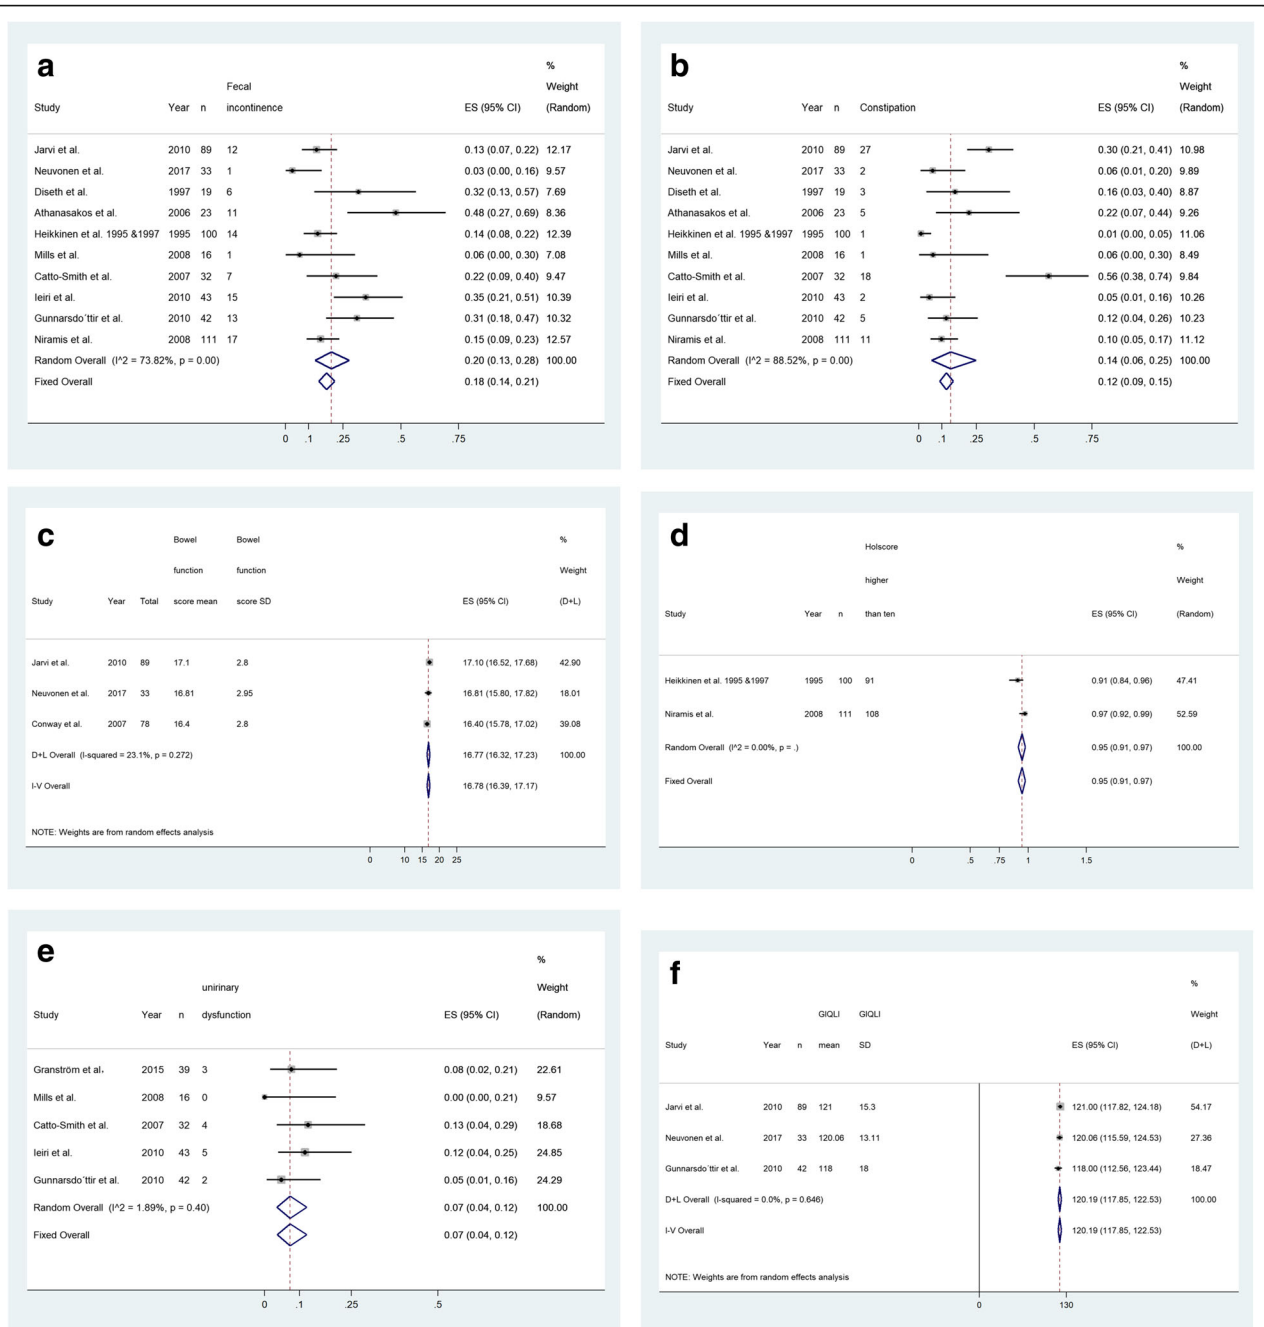 a
%
Fecal Weight
Study Year n incontinence ES (95% CI) (Random)
Jarvi et al. 2010 89 12 0.13 (0.07, 0.22) 12.17
Neuvonen et al. 2017 33 1 0.03 (0.00, 0.16) 9.57
Diseth et al. 1997 19 6 0.32 (0.13, 0.57) 7.69
Athanasakos et al. 2006 23 11 0.48 (0.27, 0.69) 8.36
Heikkinen et al. 1995 &1997 1995 100 14 0.14 (0.08, 0.22) 12.39
Mills et al. 2008 16 1 0.06 (0.00, 0.30) 7.08
Catto-Smith et al. 2007 32 7 0.22 (0.09, 0.40) 9.47
Ieiri et al. 2010 43 15 0.35 (0.21, 0.51) 10.39
Gunnarsdo´ttir et al. 2010 42 13 0.31 (0.18, 0.47) 10.32
Niramis et al. 2008 111 17 0.15 (0.09, 0.23) 12.57
Random Overall (I^2 = 73.82%, p = 0.00) 0.20 (0.13, 0.28) 100.00
Fixed Overall 0.18 (0.14, 0.21)
0 .1 .25 .5 .75
b
%
Weight
Study Year n Constipation ES (95% CI) (Random)
Jarvi et al. 2010 89 27 0.30 (0.21, 0.41) 10.98
Neuvonen et al. 2017 33 2 0.06 (0.01, 0.20) 9.89
Diseth et al. 1997 19 3 0.16 (0.03, 0.40) 8.87
Athanasakos et al. 2006 23 5 0.22 (0.07, 0.44) 9.26
Heikkinen et al. 1995 &1997 1995 100 1 0.01 (0.00, 0.05) 11.06
Mills et al. 2008 16 1 0.06 (0.00, 0.30) 8.49
Catto-Smith et al. 2007 32 18 0.56 (0.38, 0.74) 9.84
Ieiri et al. 2010 43 2 0.05 (0.01, 0.16) 10.26
Gunnarsdo´ttir et al. 2010 42 5 0.12 (0.04, 0.26) 10.23
Niramis et al. 2008 111 11 0.10 (0.05, 0.17) 11.12
Random Overall (I^2 = 88.52%, p = 0.00) 0.14 (0.06, 0.25) 100.00
Fixed Overall 0.12 (0.09, 0.15)
0 .1 .25 .5 .75
c
Bowel Bowel %
function function Weight
Study Year Total score mean score SD ES (95% CI) (D+L)
Jarvi et al. 2010 89 17.1 2.8 17.10 (16.52, 17.68) 42.90
Neuvonen et al. 2017 33 16.81 2.95 16.81 (15.80, 17.82) 18.01
Conway et al. 2007 78 16.4 2.8 16.40 (15.78, 17.02) 39.08
D+L Overall (I-squared = 23.1%, p = 0.272) 16.77 (16.32, 17.23) 100.00
I-V Overall 16.78 (16.39, 17.17)
NOTE: Weights are from random effects analysis
0 10 15 20 25
d
Holscore %
higher Weight
Study Year n than ten ES (95% CI) (Random)
Heikkinen et al. 1995 &1997 1995 100 91 0.91 (0.84, 0.96) 47.41
Niramis et al. 2008 111 108 0.97 (0.92, 0.99) 52.59
Random Overall (I^2 = 0.00%, p = .) 0.95 (0.91, 0.97) 100.00
Fixed Overall 0.95 (0.91, 0.97)
0 .5 .75 1 1.5
e
%
unirinary Weight
Study Year n dysfunction ES (95% CI) (Random)
Granström et al. 2015 39 3 0.08 (0.02, 0.21) 22.61
Mills et al. 2008 16 0 0.00 (0.00, 0.21) 9.57
Catto-Smith et al. 2007 32 4 0.13 (0.04, 0.29) 18.68
Ieiri et al. 2010 43 5 0.12 (0.04, 0.25) 24.85
Gunnarsdo´ttir et al. 2010 42 2 0.05 (0.01, 0.16) 24.29
Random Overall (I^2 = 1.89%, p = 0.40) 0.07 (0.04, 0.12) 100.00
Fixed Overall 0.07 (0.04, 0.12)
0 .1 .25 .5
f
%
GIQLI GIQLI Weight
Study Year n mean SD ES (95% CI) (D+L)
Jarvi et al. 2010 89 121 15.3 121.00 (117.82, 124.18) 54.17
Neuvonen et al. 2017 33 120.06 13.11 120.06 (115.59, 124.53) 27.36
Gunnarsdo´ttir et al. 2010 42 118 18 118.00 (112.56, 123.44) 18.47
D+L Overall (I-squared = 0.0%, p = 0.646) 120.19 (117.85, 122.53) 100.00
I-V Overall 120.19 (117.85, 122.53)
NOTE: Weights are from random effects analysis
0 130